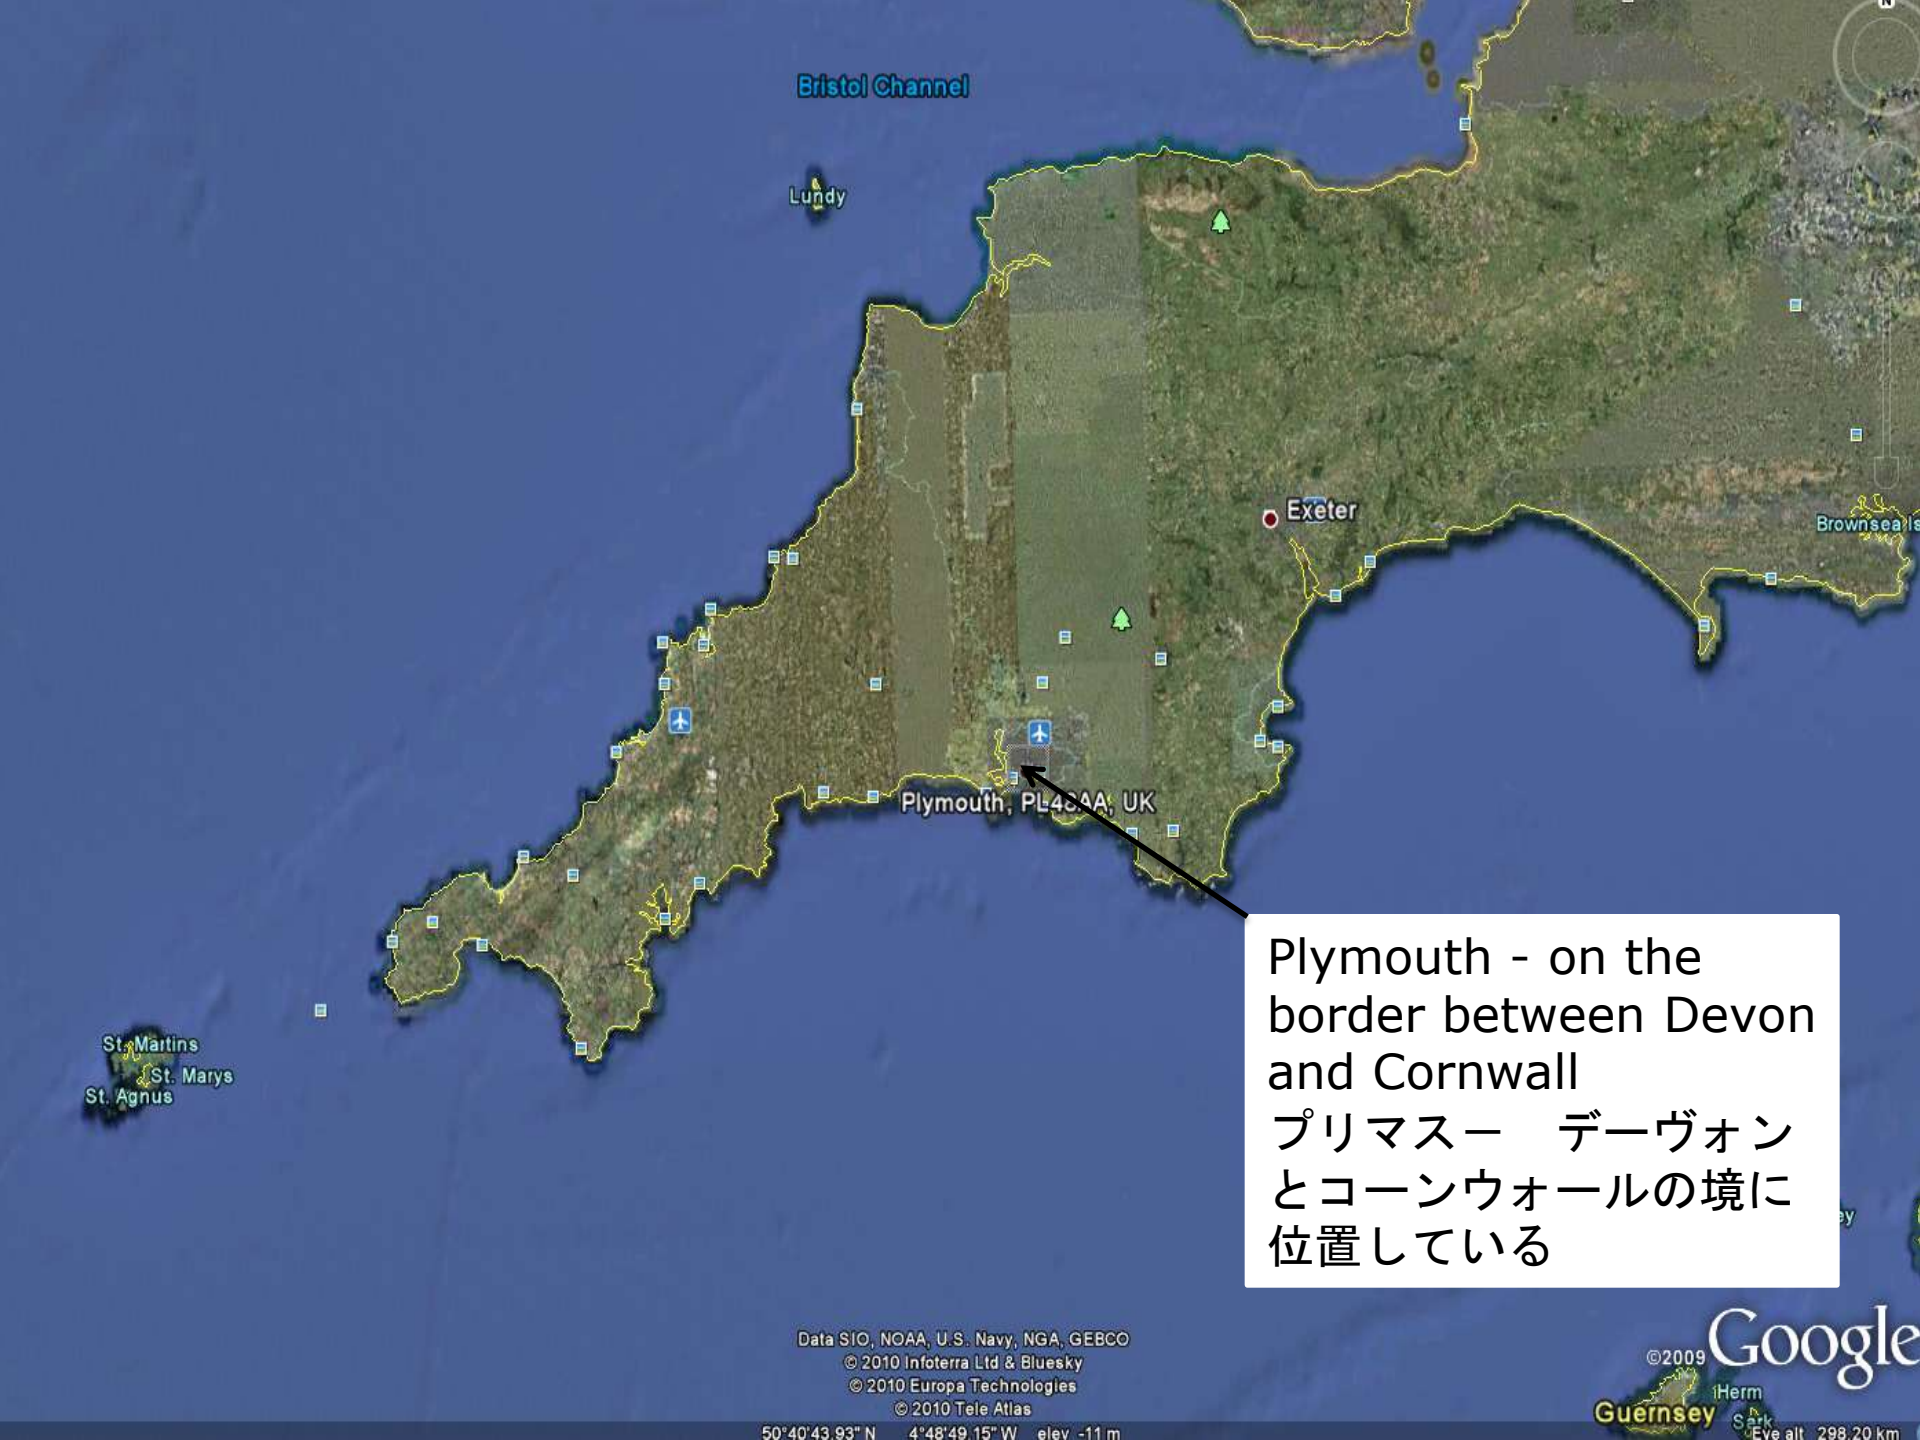 N
Bristol Channel
Lundy
Exeter
Brownsea Is
Plymouth, PL48AA, UK
Plymouth - on the
border between Devon
and Cornwall
プリマスー　デーヴォン
とコーンウォールの境に
位置している
St. Martins
St. Marys
St. Agnus
ey
Data SIO, NOAA, U.S. Navy, NGA, GEBCO
© 2010 Infoterra Ltd & Bluesky
© 2010 Europa Technologies
© 2010 Tele Atlas
©2009 Google
Herm
Guernsey
Sark
50°40'43.93" N 4°48'49.15" W elev -11 m
Eye alt 298.20 km